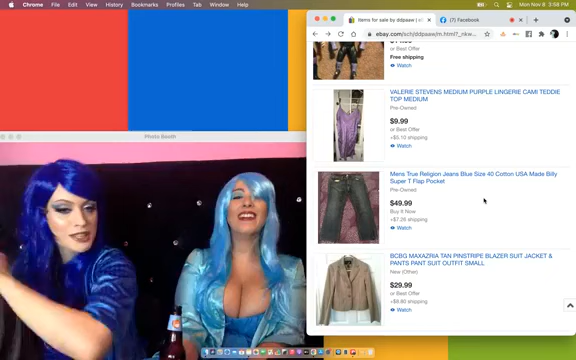 Chrome File Edit View History Bookmarks Profiles Tab Window Help
Mon Nov 8 3:58 PM
Items for sale by ddpaaw
(7) Facebook
ebay.com/sch/ddpaaw/m.html?_nkw...
Photo Booth
or Best Offer
Free shipping
Watch
VALERIE STEVENS MEDIUM PURPLE LINGERIE CAMI TEDDIE
TOP MEDIUM
Pre-Owned
$9.99
or Best Offer
+$5.10 shipping
Watch
Mens True Religion Jeans Blue Size 40 Cotton USA Made Billy
Super T Flap Pocket
Pre-Owned
$49.99
Buy It Now
+$7.26 shipping
Watch
BCBG MAXAZRIA TAN PINSTRIPE BLAZER SUIT JACKET &
PANTS PANT SUIT OUTFIT SMALL
New (Other)
$29.99
or Best Offer
Watch